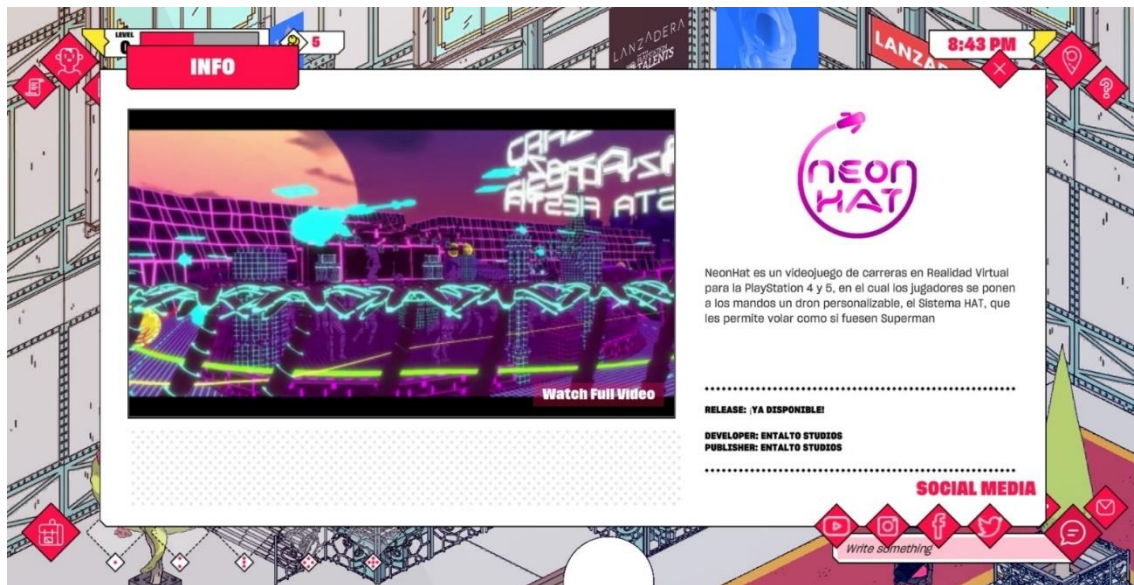 LEVEL
0
5
LANZADERA
TALENTS
LANZA
8:43 PM
INFO
neon
HAT
NeonHat es un videojuego de carreras en Realidad Virtual
para la PlayStation 4 y 5, en el cual los jugadores se ponen
a los mandos un dron personalizable, el Sistema HAT, que
les permite volar como si fuesen Superman
Watch Full Video
RELEASE: ¡YA DISPONIBLE!
DEVELOPER: ENTALTO STUDIOS
PUBLISHER: ENTALTO STUDIOS
SOCIAL MEDIA
Write something